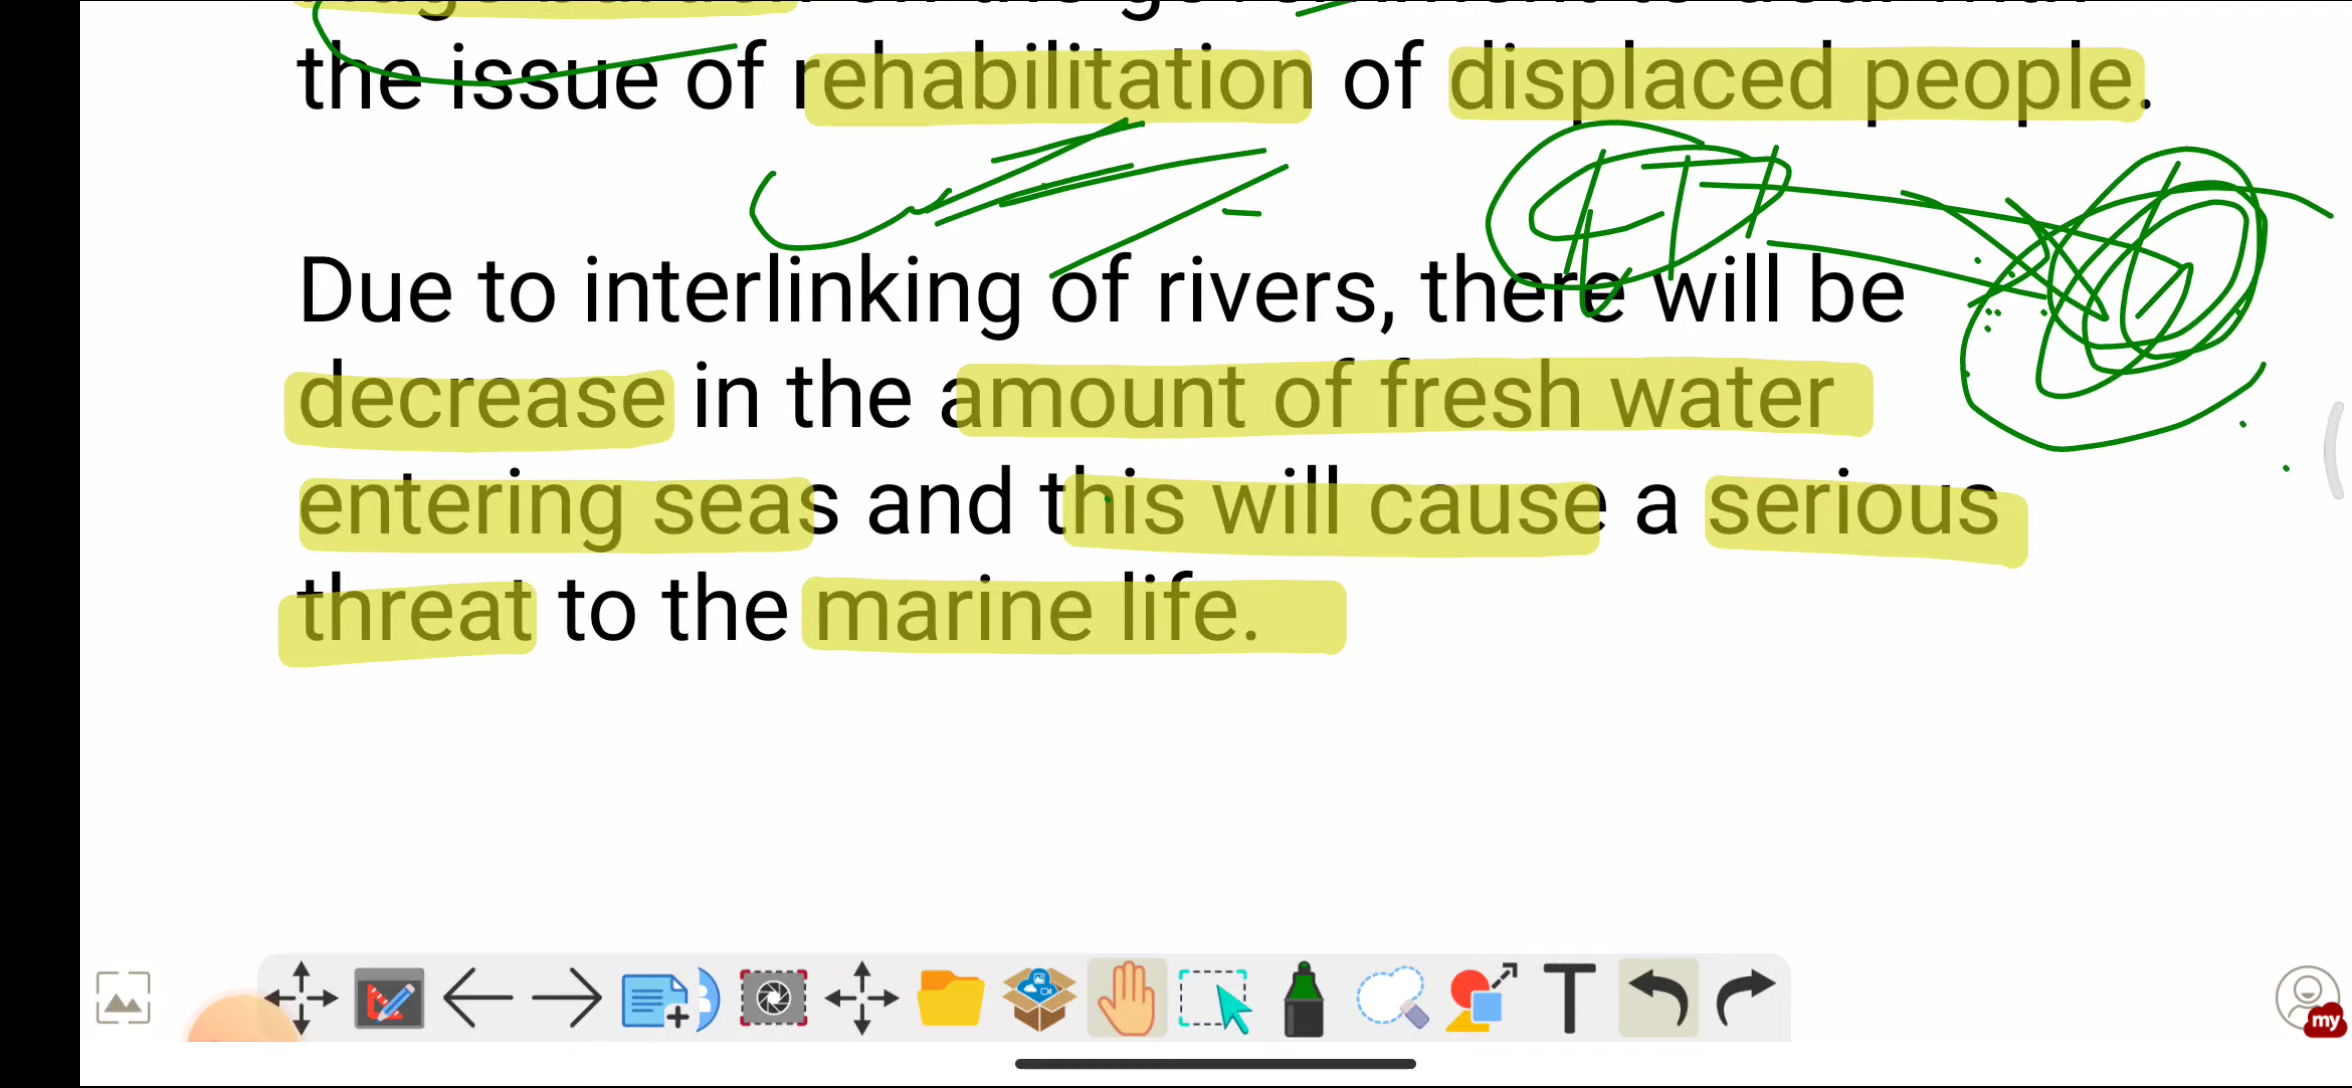 the issue of rehabilitation of displaced people.
Due to interlinking of rivers, there will be
decrease in the amount of fresh water
entering seas and this will cause a serious
threat to the marine life.
T
my